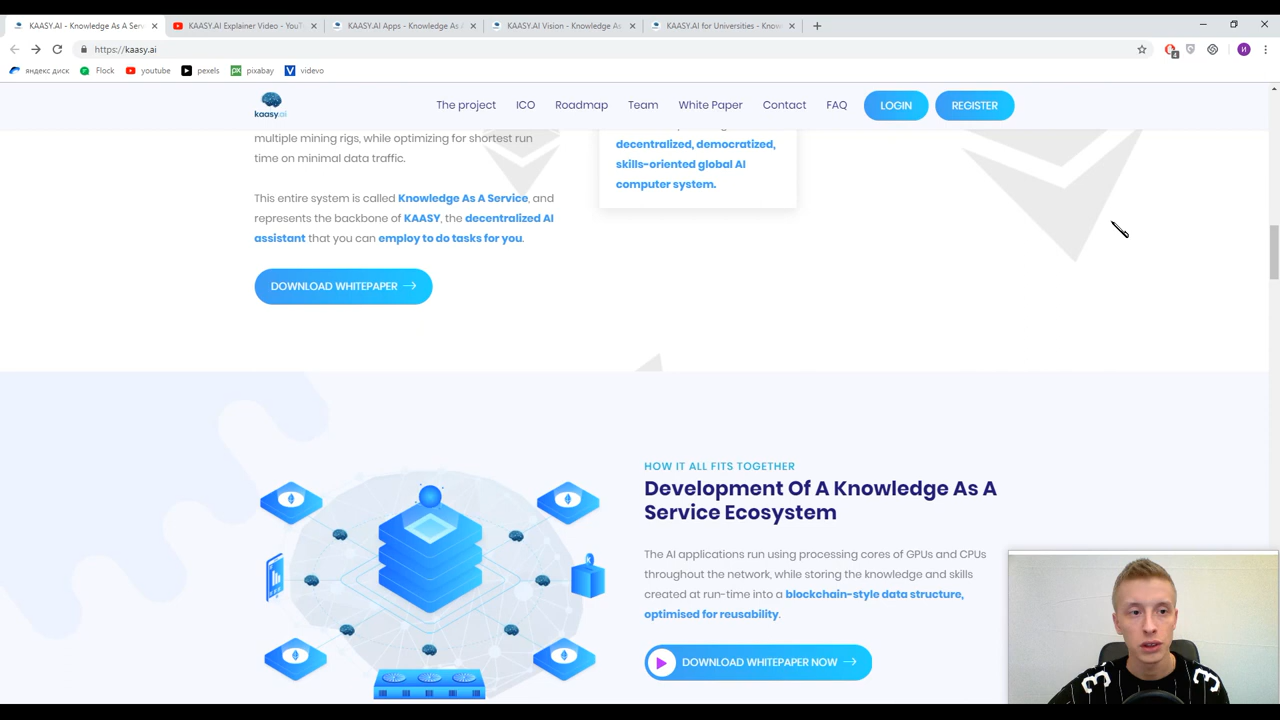 KAASY.AI - Knowledge As A Serv
KAASY.AI Explainer Video - YouT
KAASY.AI Apps - Knowledge As A
KAASY.AI Vision - Knowledge As
KAASY.AI for Universities - Know
https://kaasy.ai
яндекс диск
Flock
youtube
pexels
pixabay
videvo
kaasy.ai
The project
ICO
Roadmap
Team
White Paper
Contact
FAQ
LOGIN
REGISTER
multiple mining rigs, while optimizing for shortest run
time on minimal data traffic.
This entire system is called Knowledge As A Service, and
represents the backbone of KAASY, the decentralized AI
assistant that you can employ to do tasks for you.
DOWNLOAD WHITEPAPER
decentralized, democratized,
skills-oriented global AI
computer system.
HOW IT ALL FITS TOGETHER
Development Of A Knowledge As A
Service Ecosystem
The AI applications run using processing cores of GPUs and CPUs
throughout the network, while storing the knowledge and skills
created at run-time into a blockchain-style data structure,
optimised for reusability.
DOWNLOAD WHITEPAPER NOW